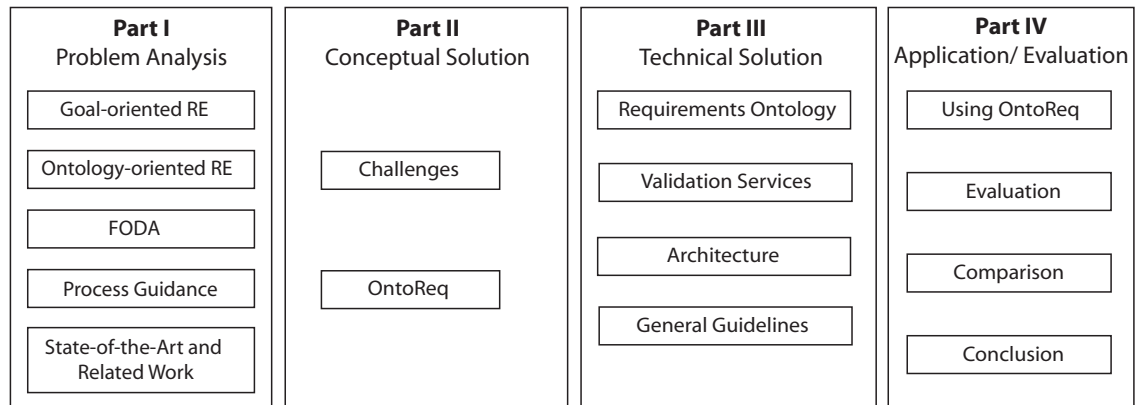 Part I
Problem Analysis
Goal-oriented RE
Ontology-oriented RE
FODA
Process Guidance
State-of-the-Art and
Related Work
Part II
Conceptual Solution
Challenges
OntoReq
Part III
Technical Solution
Requirements Ontology
Validation Services
Architecture
General Guidelines
Part IV
Application/ Evaluation
Using OntoReq
Evaluation
Comparison
Conclusion